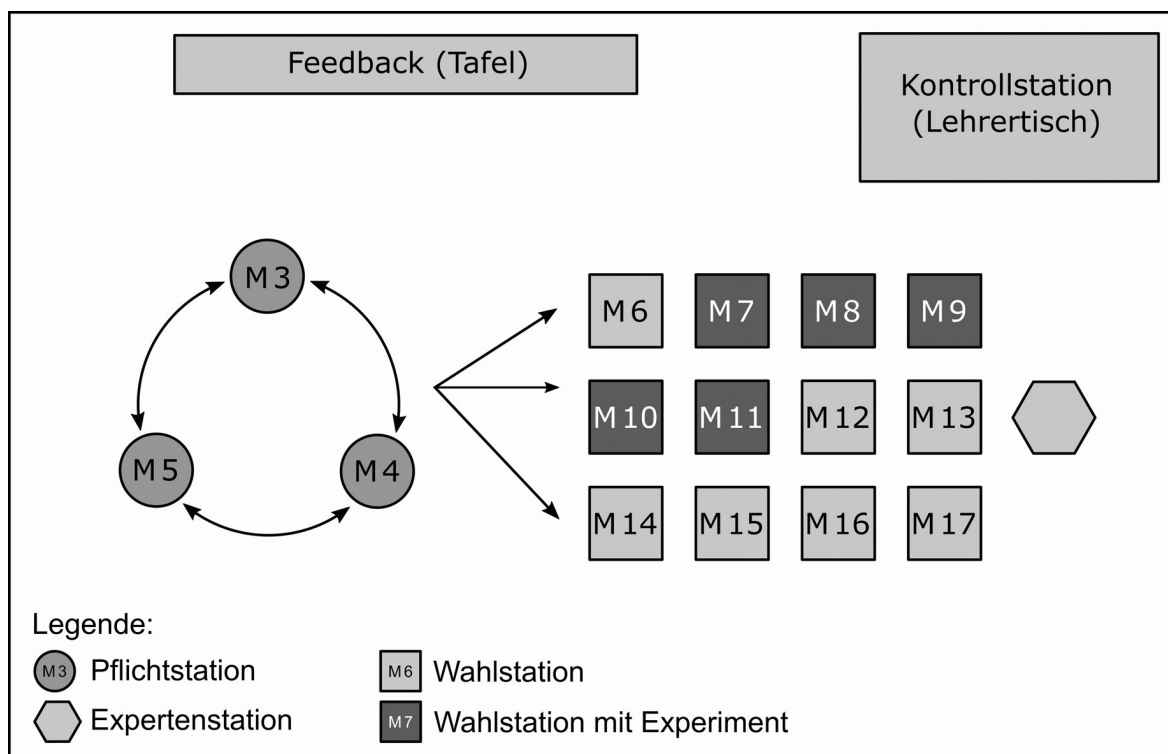 Feedback (Tafel)
Kontrollstation
(Lehrertisch)
M3
M5
M4
M6 M7 M8 M9
M10 M11 M12 M13
M14 M15 M16 M17
Legende:
M3 Pflichtstation
Expertenstation
M6 Wahlstation
M7 Wahlstation mit Experiment